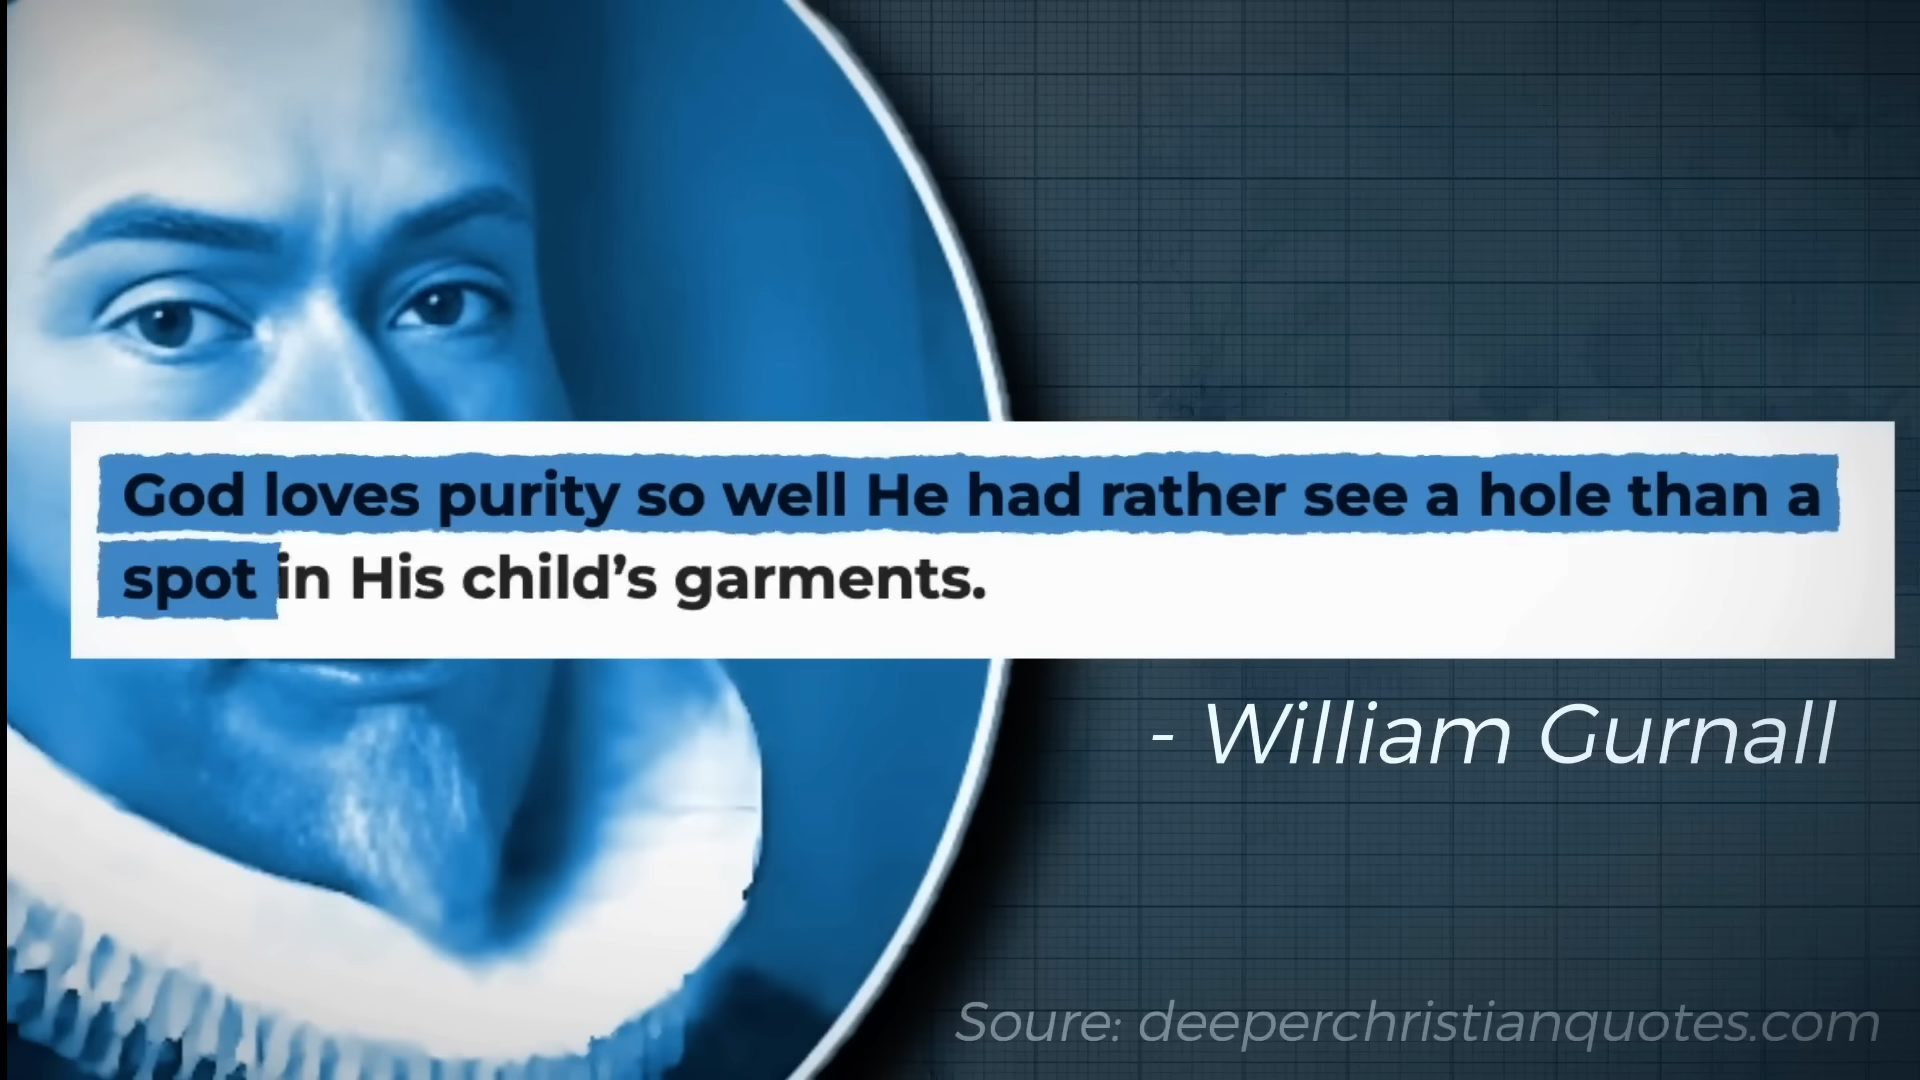 God loves purity so well He had rather see a hole than a
spot in His child’s garments.
- William Gurnall
Soure: deeperchristianquotes.com